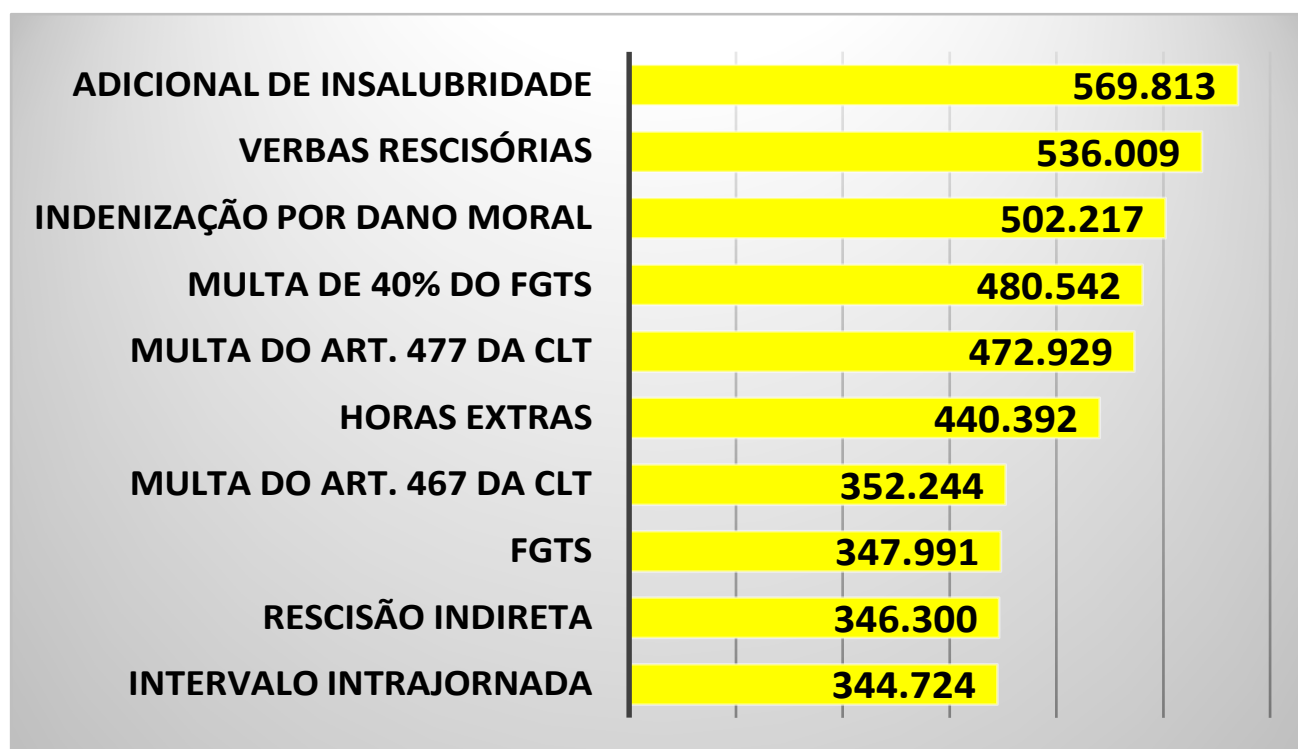 ADICIONAL DE INSALUBRIDADE 569.813
VERBAS RESCISÓRIAS 536.009
INDENIZAÇÃO POR DANO MORAL 502.217
MULTA DE 40% DO FGTS 480.542
MULTA DO ART. 477 DA CLT 472.929
HORAS EXTRAS 440.392
MULTA DO ART. 467 DA CLT 352.244
FGTS 347.991
RESCISÃO INDIRETA 346.300
INTERVALO INTRAJORNADA 344.724